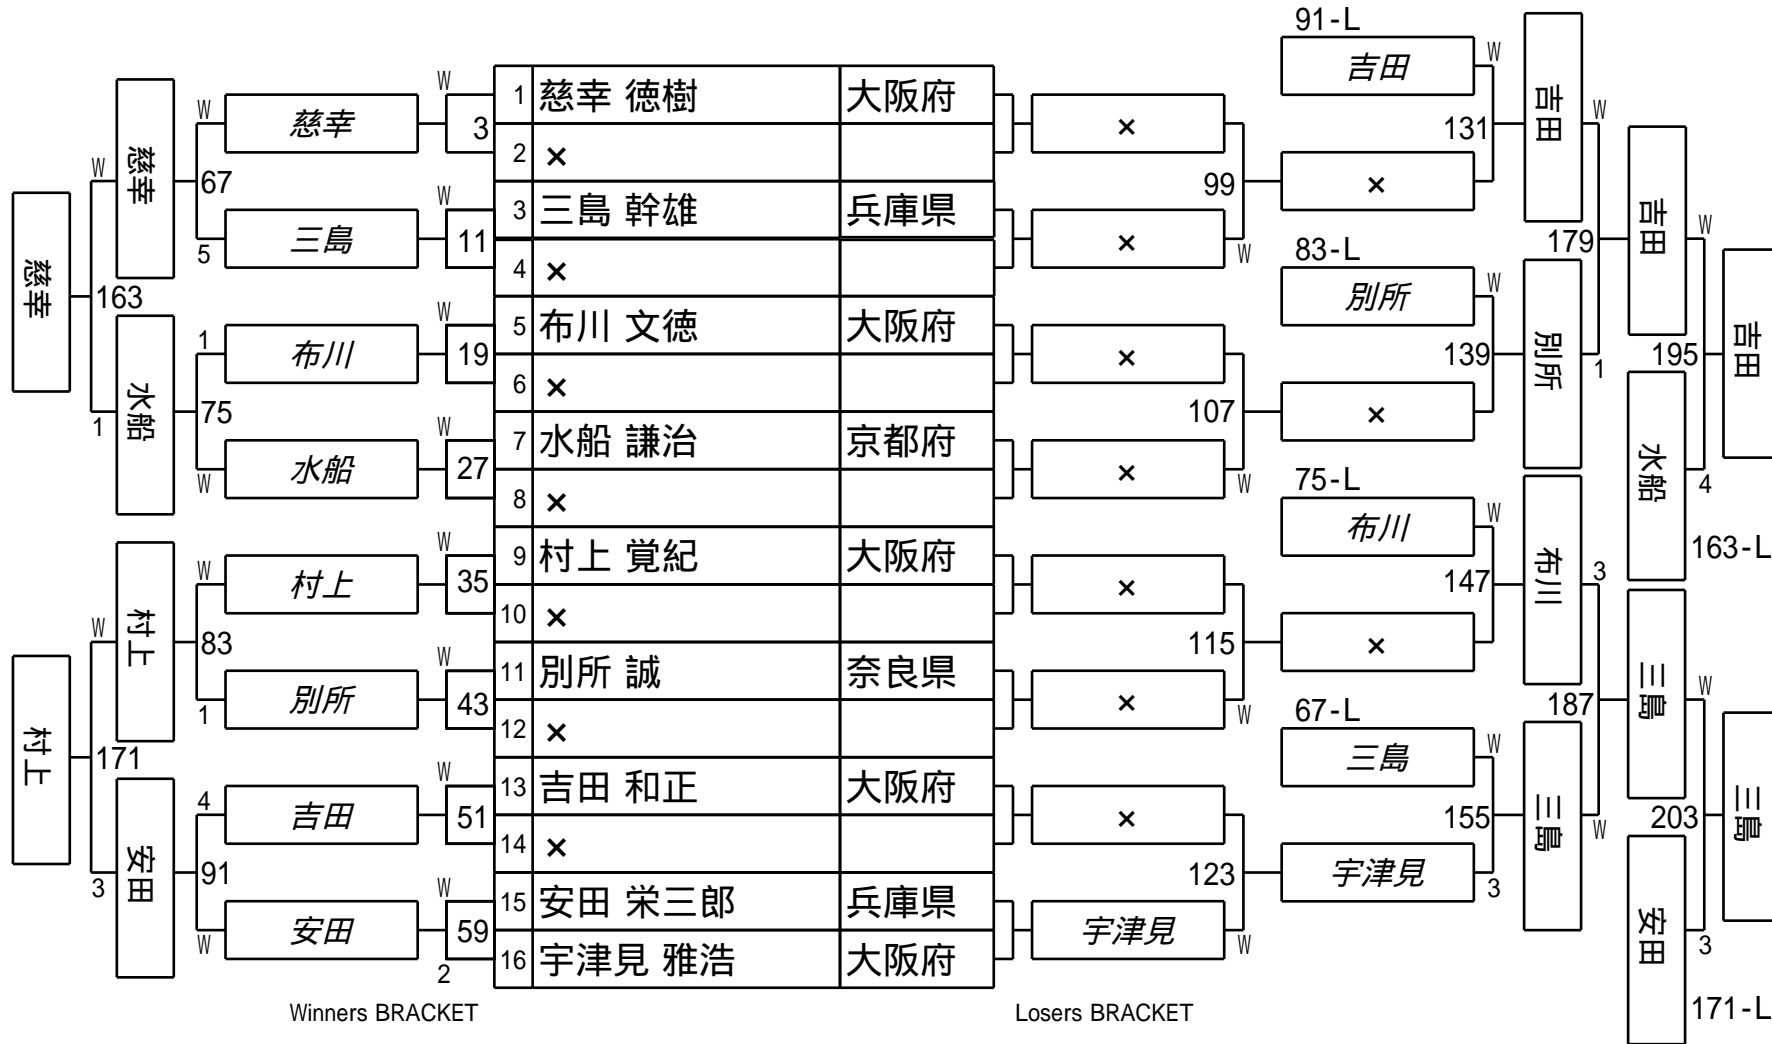 91-L
吉田
吉田
W
131
×
W
1 慈幸 徳樹 大阪府
2 ×
3 三島 幹雄 兵庫県
4 ×
5 布川 文徳 大阪府
6 ×
7 水船 謙治 京都府
8 ×
9 村上 覚紀 大阪府
10 ×
11 別所 誠 奈良県
12 ×
13 吉田 和正 大阪府
14 ×
15 安田 栄三郎 兵庫県
16 宇津見 雅浩 大阪府
W
3
W
11
W
19
W
27
W
35
W
43
W
51
W
59
2
W
慈幸
67
5
三島
1
布川
75
W
水船
W
村上
83
1
別所
4
吉田
91
W
安田
W
慈幸
163
1
水船
W
村上
171
3
安田
慈幸
村上
×
99
×
W
×
107
×
W
×
115
×
W
×
123
宇津見
W
83-L
別所
W
139
×
75-L
布川
W
147
×
67-L
三島
W
155
宇津見
3
179
別所
1
布川
3
187
三島
W
吉田
W
195
水船
4
163-L
三島
W
203
安田
3
171-L
吉田
三島
Winners BRACKET
Losers BRACKET